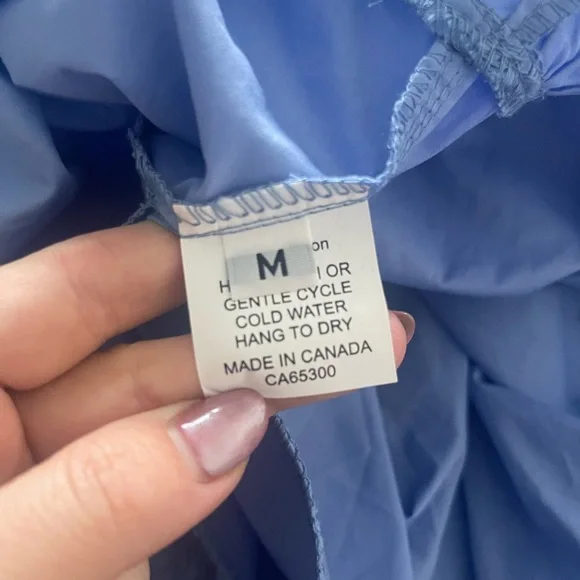 M
OR
GENTLE CYCLE
COLD WATER
HANG TO DRY
MADE IN CANADA
CA65300